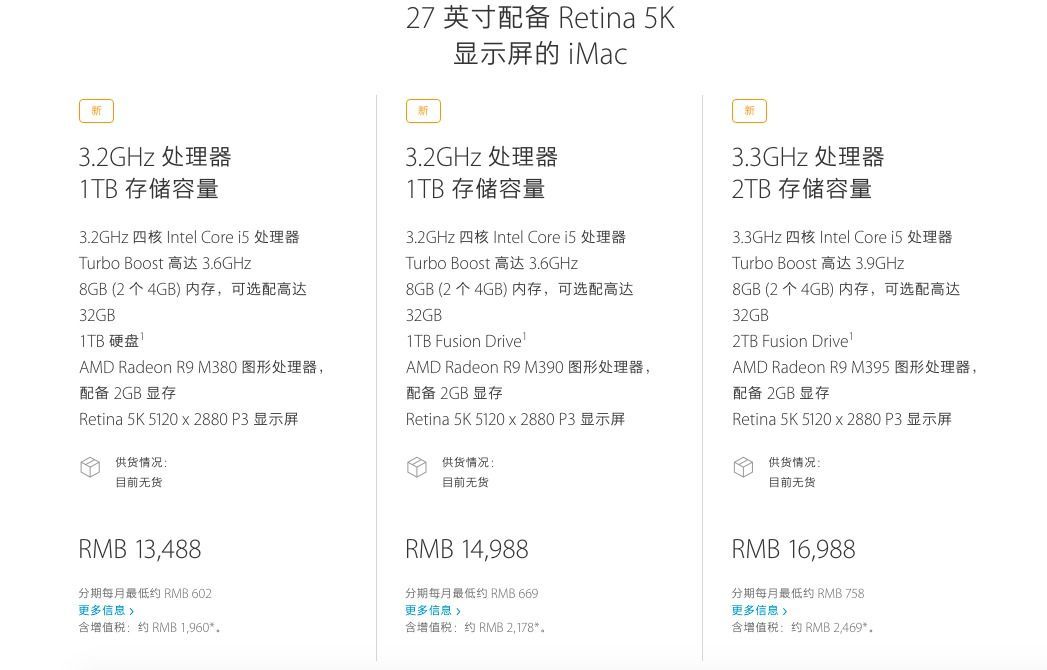 27 英寸配备 Retina 5K
显示屏的 iMac
新
3.2GHz 处理器
1TB 存储容量
3.2GHz 四核 Intel Core i5 处理器
Turbo Boost 高达 3.6GHz
8GB (2 个 4GB) 内存，可选配高达
32GB
1TB 硬盘1
AMD Radeon R9 M380 图形处理器，
配备 2GB 显存
Retina 5K 5120 x 2880 P3 显示屏
供货情况：
目前无货
RMB 13,488
分期每月最低约 RMB 602
更多信息 ›
含增值税：约 RMB 1,960*。
新
3.2GHz 处理器
1TB 存储容量
3.2GHz 四核 Intel Core i5 处理器
Turbo Boost 高达 3.6GHz
8GB (2 个 4GB) 内存，可选配高达
32GB
1TB Fusion Drive1
AMD Radeon R9 M390 图形处理器，
配备 2GB 显存
Retina 5K 5120 x 2880 P3 显示屏
供货情况：
目前无货
RMB 14,988
分期每月最低约 RMB 669
更多信息 ›
含增值税：约 RMB 2,178*。
新
3.3GHz 处理器
2TB 存储容量
3.3GHz 四核 Intel Core i5 处理器
Turbo Boost 高达 3.9GHz
8GB (2 个 4GB) 内存，可选配高达
32GB
2TB Fusion Drive1
AMD Radeon R9 M395 图形处理器，
配备 2GB 显存
Retina 5K 5120 x 2880 P3 显示屏
供货情况：
目前无货
RMB 16,988
分期每月最低约 RMB 758
更多信息 ›
含增值税：约 RMB 2,469*。